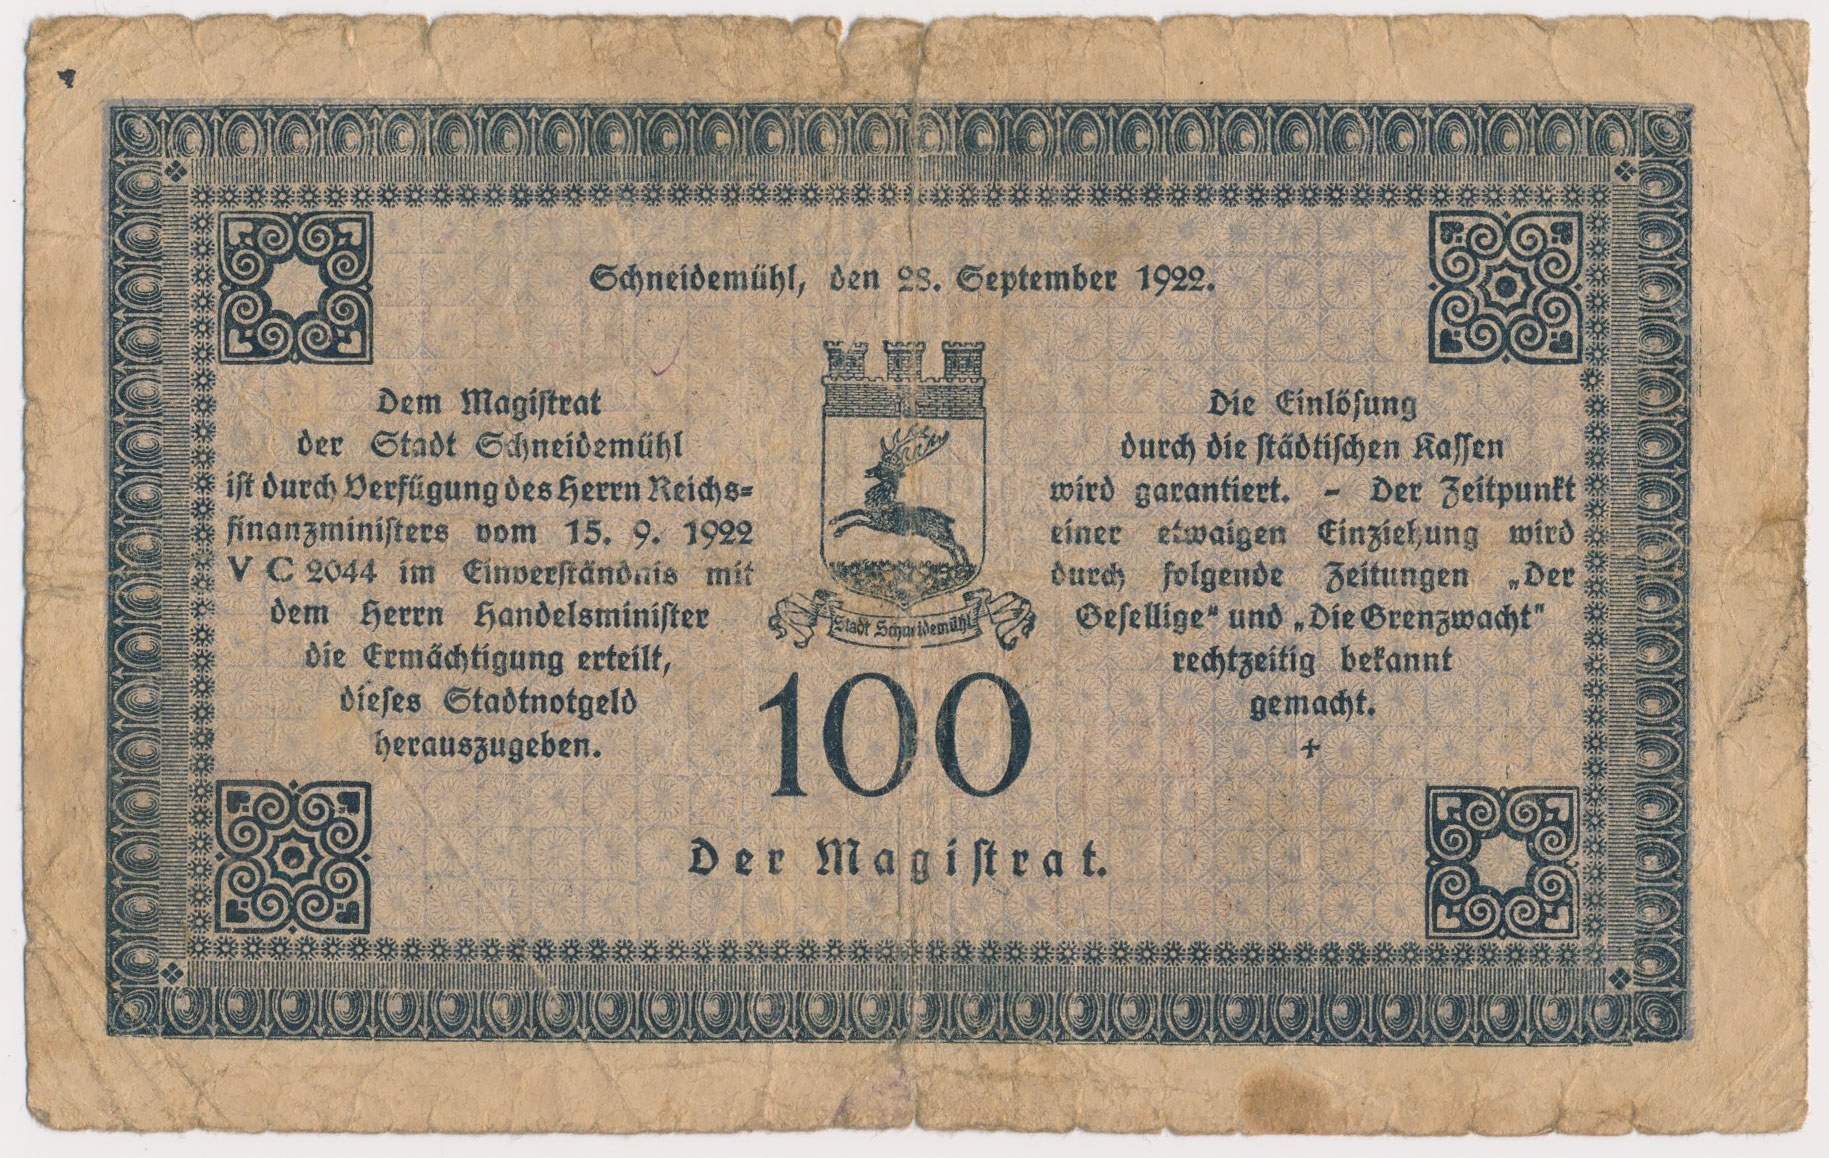 Schneidemühl, den 28. September 1922.
Dem Magistrat
der Stadt Schneidemühl
ist durch Verfügung des Herrn Reichs=
finanzministers vom 15. 9. 1922
V C 2044 im Einverständnis mit
dem Herrn Handelsminister
die Ermächtigung erteilt,
dieses Stadtnotgeld
herauszugeben.
Stadt Schneidemühl
100
Die Einlösung
durch die städtischen Kassen
wird garantiert. - Der Zeitpunkt
einer etwaigen Einziehung wird
durch folgende Zeitungen „Der
Gesellige" und „Die Grenzwacht"
rechtzeitig bekannt
gemacht.
+
Der Magistrat.